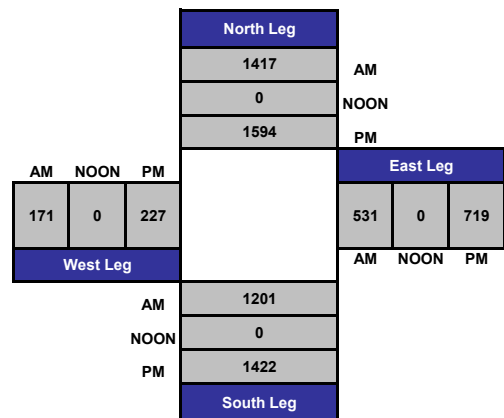 North Leg
1417 AM
0 NOON
1594 PM
AM NOON PM
East Leg
171 0 227
531 0 719
West Leg
AM NOON PM
AM 1201
NOON 0
PM 1422
South Leg